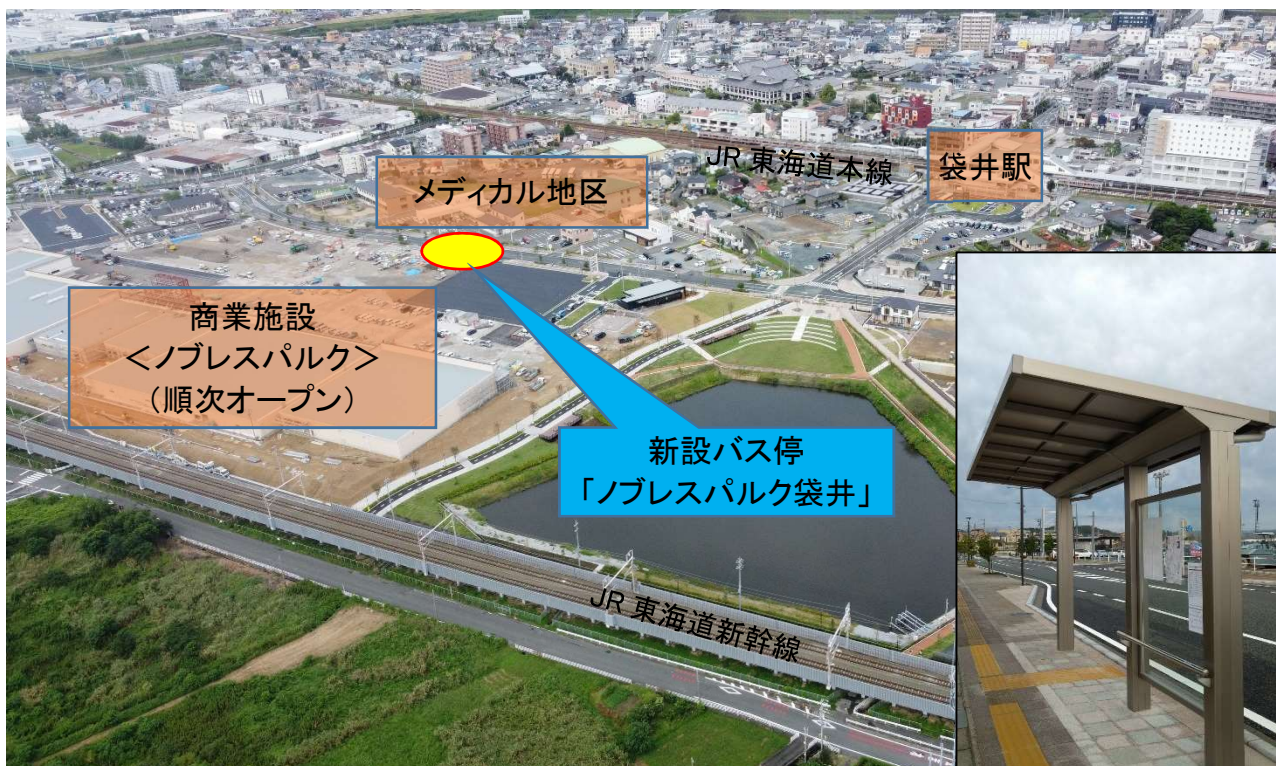 JR 東海道本線
袋井駅
メディカル地区
商業施設
＜ノブレスパルク＞
（順次オープン）
新設バス停
「ノブレスパルク袋井」
JR 東海道新幹線